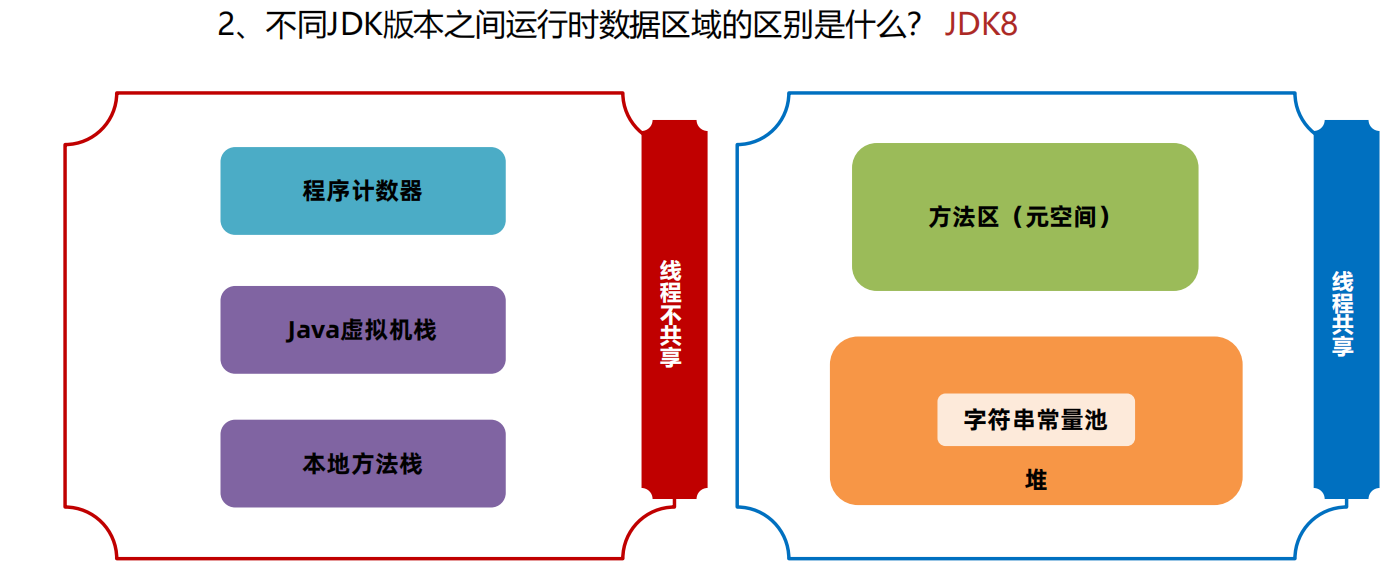 2、不同JDK版本之间运行时数据区域的区别是什么？ JDK8
程序计数器
Java虚拟机栈
本地方法栈
线程不共享
方法区（元空间）
字符串常量池
堆
线程共享